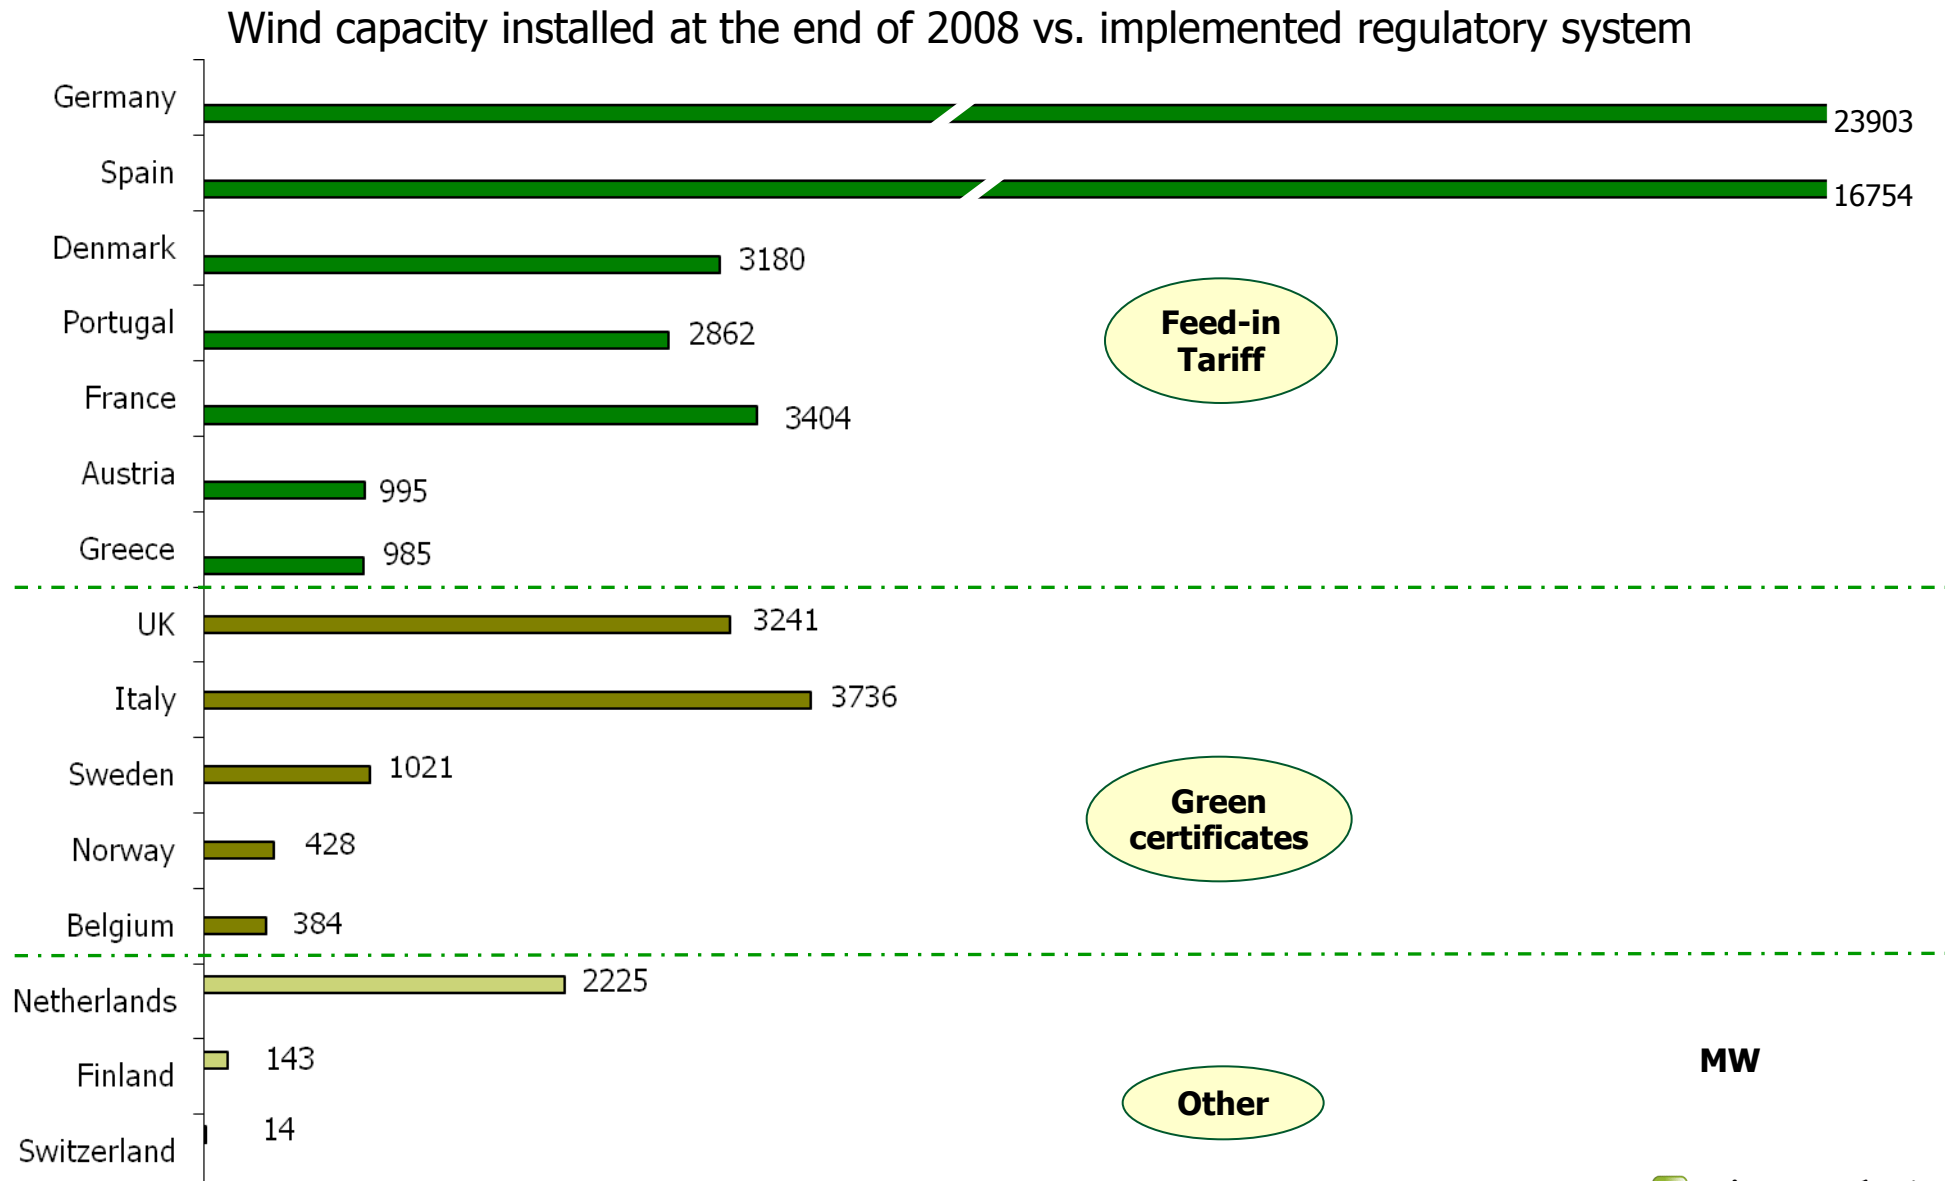 Wind capacity installed at the end of 2008 vs. implemented regulatory system
Germany 23903
Spain 16754
Denmark 3180
Portugal 2862
Feed-in
Tariff
France 3404
Austria 995
Greece 985
UK 3241
Italy 3736
Sweden 1021
Green
certificates
Norway 428
Belgium 384
Netherlands 2225
Finland 143
MW
Other
Switzerland 14